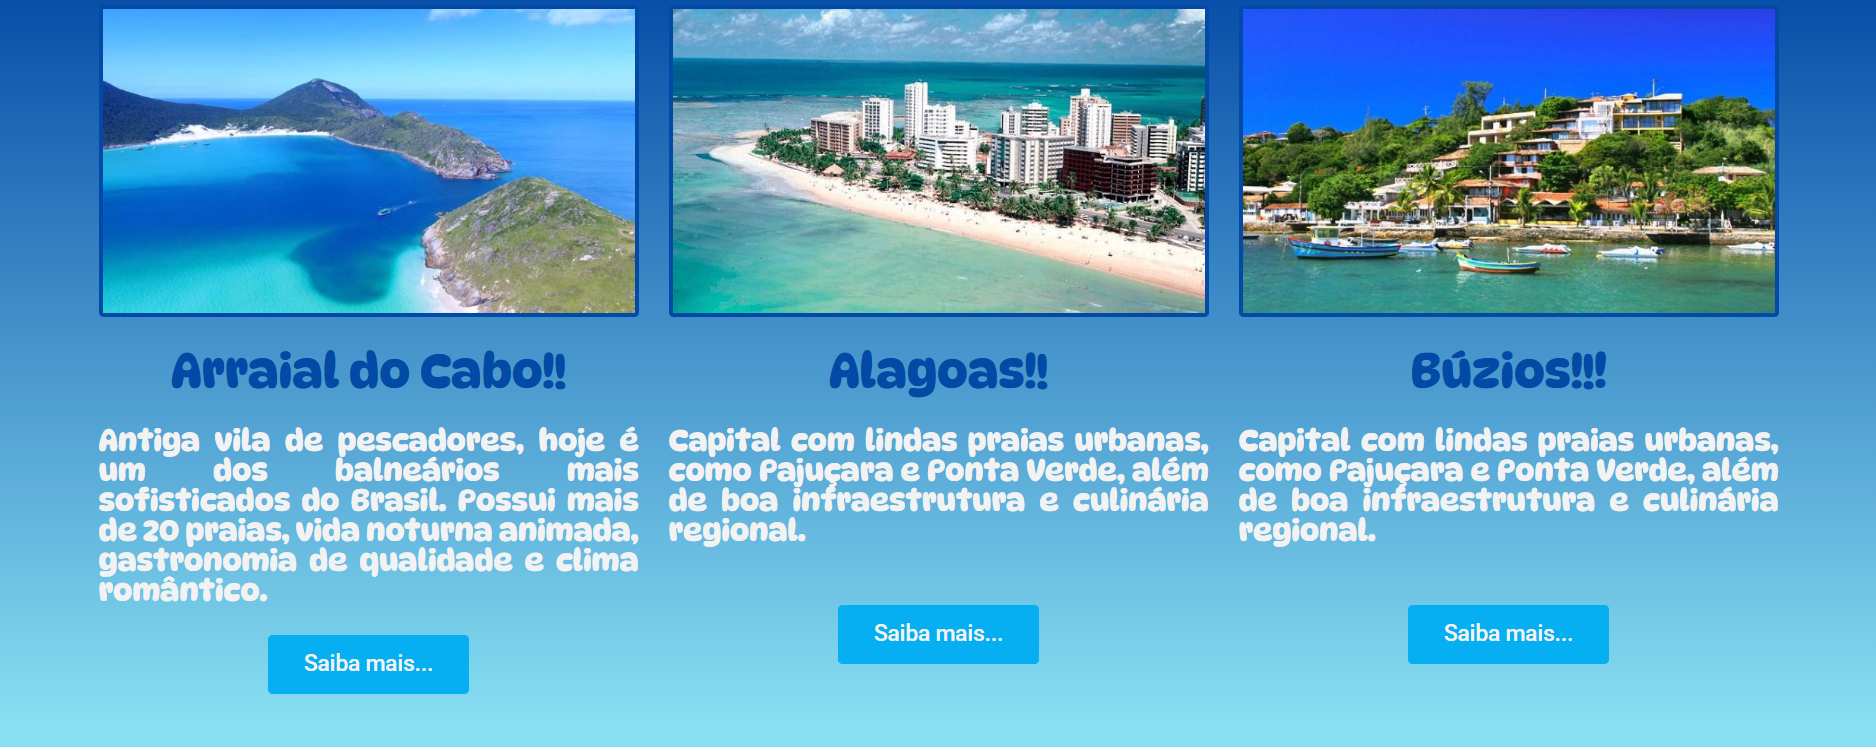 Arraial do Cabo!!
Antiga vila de pescadores, hoje é
um dos balneários mais
sofisticados do Brasil. Possui mais
de 20 praias, vida noturna animada,
gastronomia de qualidade e clima
romântico.
Saiba mais...
Alagoas!!
Capital com lindas praias urbanas,
como Pajuçara e Ponta Verde, além
de boa infraestrutura e culinária
regional.
Saiba mais...
Búzios!!!
Capital com lindas praias urbanas,
como Pajuçara e Ponta Verde, além
de boa infraestrutura e culinária
regional.
Saiba mais...